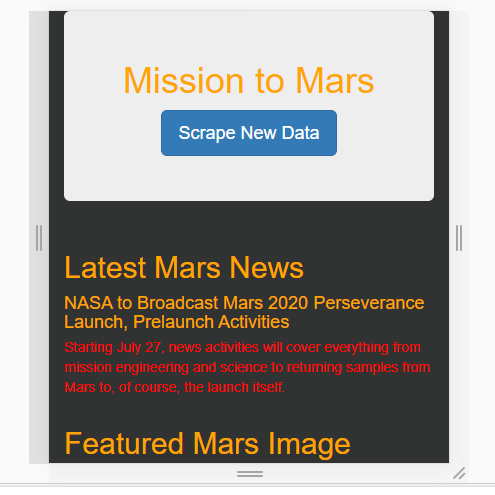 Mission to Mars
Scrape New Data
Latest Mars News
NASA to Broadcast Mars 2020 Perseverance
Launch, Prelaunch Activities
Starting July 27, news activities will cover everything from
mission engineering and science to returning samples from
Mars to, of course, the launch itself.
Featured Mars Image